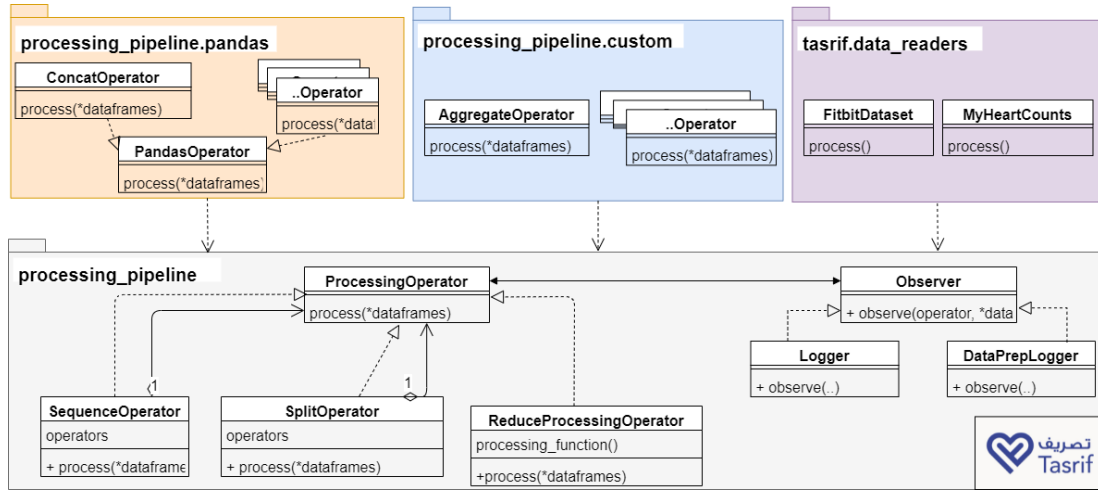 processing_pipeline.pandas
ConcatOperator
process(*dataframes)
..Operator
process(*dataf
PandasOperator
process(*dataframes)
processing_pipeline.custom
AggregateOperator
process(*dataframes)
..Operator
process(*dataframes)
tasrif.data_readers
FitbitDataset
process()
MyHeartCounts
process()
processing_pipeline
ProcessingOperator
process(*dataframes)
Observer
+ observe(operator, *data
Logger
+ observe(..)
DataPrepLogger
+ observe(..)
1
SequenceOperator
operators
+ process(*dataframe
1
SplitOperator
operators
+ process(*dataframes)
ReduceProcessingOperator
processing_function()
+process(*dataframes)
تصريف
Tasrif